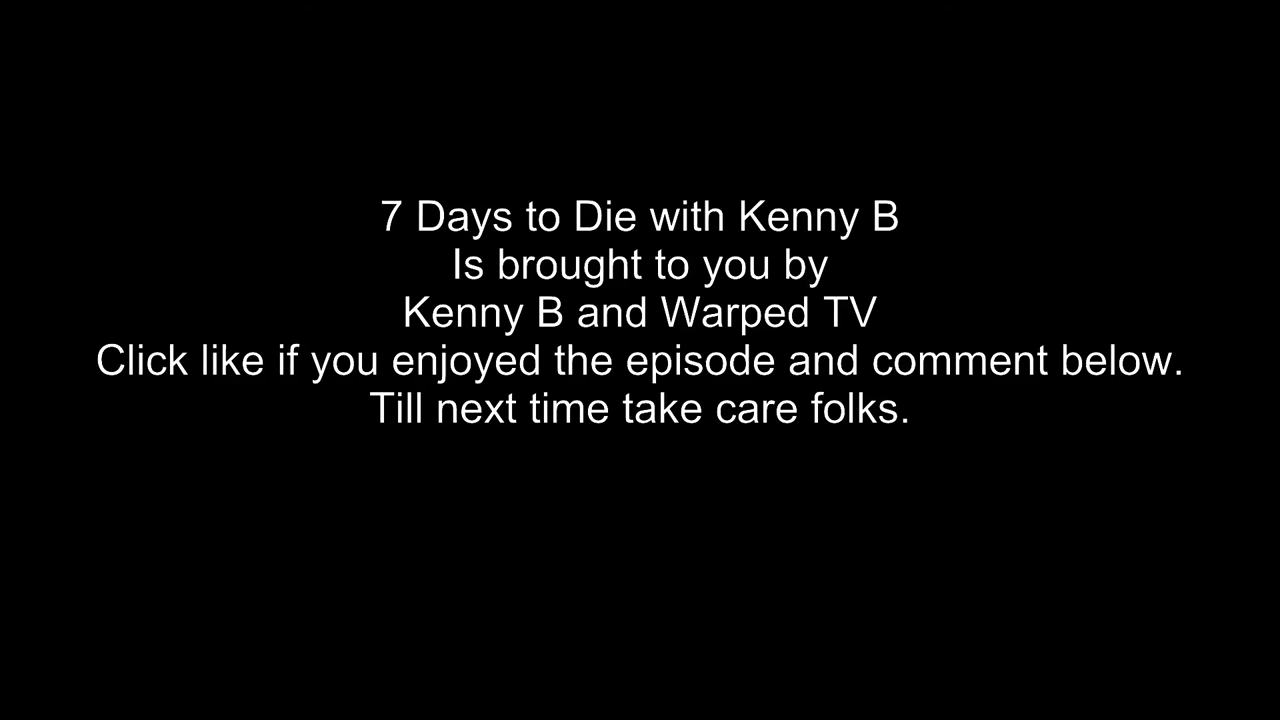 7 Days to Die with Kenny B
Is brought to you by
Kenny B and Warped TV
Click like if you enjoyed the episode and comment below.
Till next time take care folks.